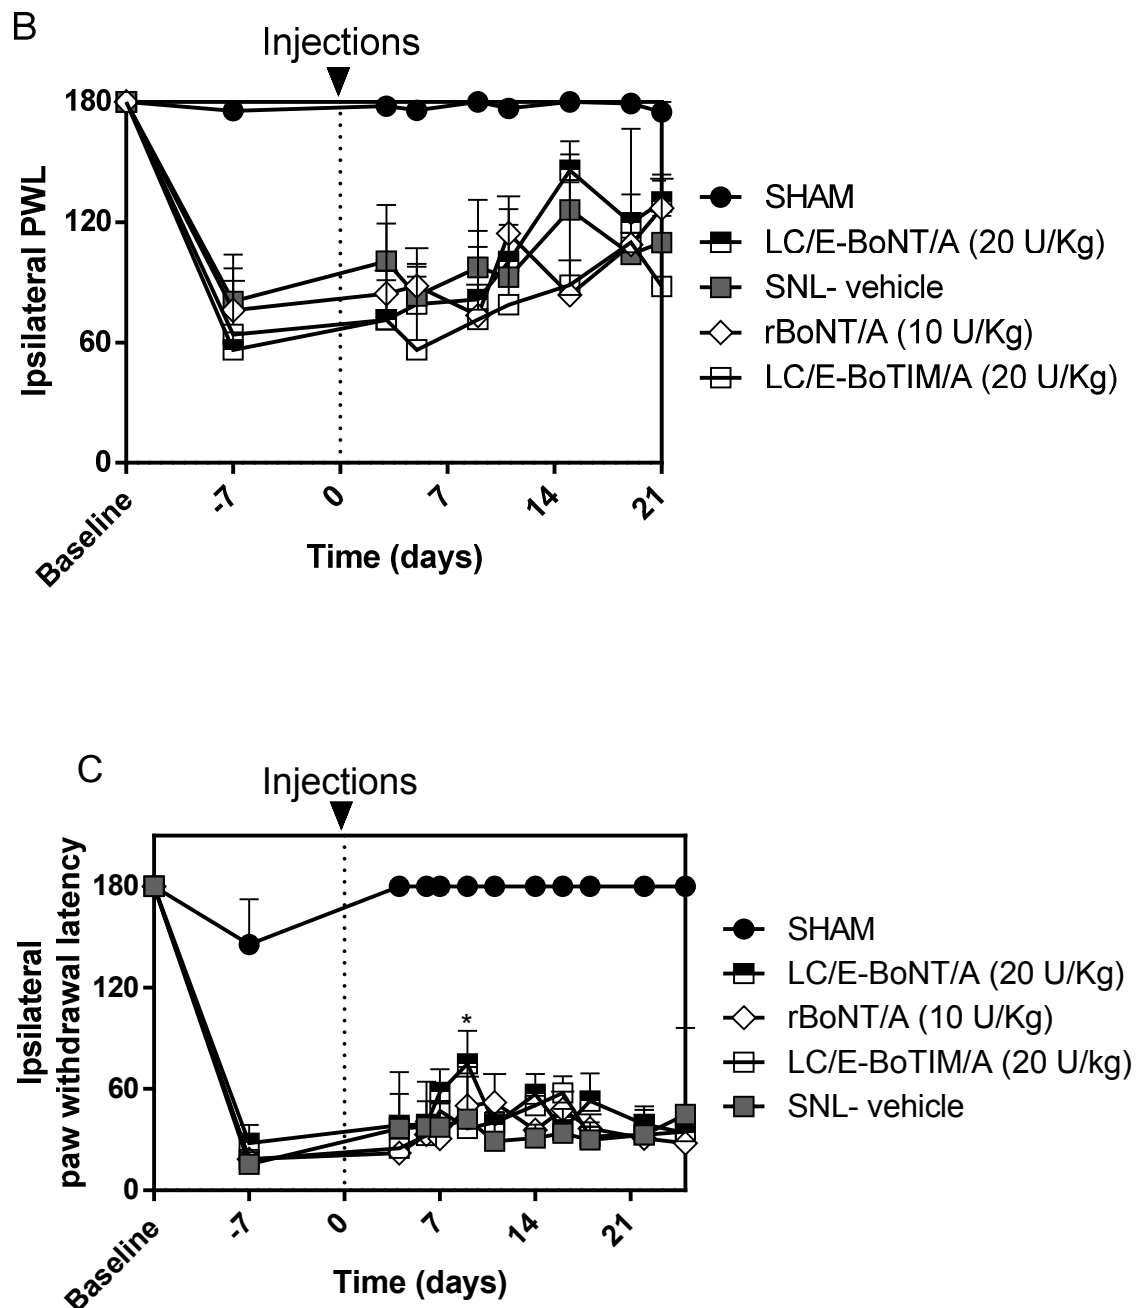 B
Injections
180
120
60
0
Ipsilateral PWL
Baseline
-7
0
7
14
21
Time (days)
SHAM
LC/E-BoNT/A (20 U/Kg)
SNL- vehicle
rBoNT/A (10 U/Kg)
LC/E-BoTIM/A (20 U/Kg)
C
Injections
180
120
60
0
Ipsilateral
paw withdrawal latency
*
Baseline
-7
0
7
14
21
Time (days)
SHAM
LC/E-BoNT/A (20 U/Kg)
rBoNT/A (10 U/Kg)
LC/E-BoTIM/A (20 U/kg)
SNL- vehicle